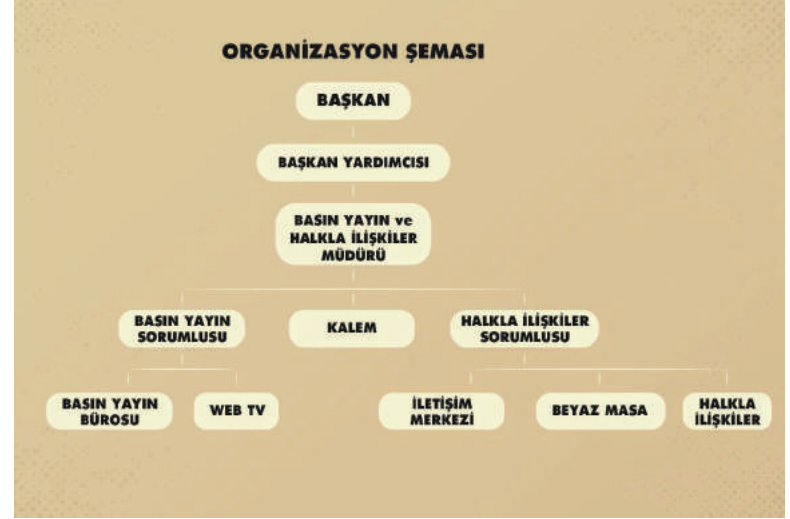 ORGANİZASYON ŞEMASI
BAŞKAN
BAŞKAN YARDIMCISI
BASIN YAYIN ve
HALKLA İLİŞKİLER
MÜDÜRÜ
BASIN YAYIN
SORUMLUSU
KALEM
HALKLA İLİŞKİLER
SORUMLUSU
BASIN YAYIN
BÜROSU
WEB TV
İLETİŞİM
MERKEZİ
BEYAZ MASA
HALKLA
İLİŞKİLER